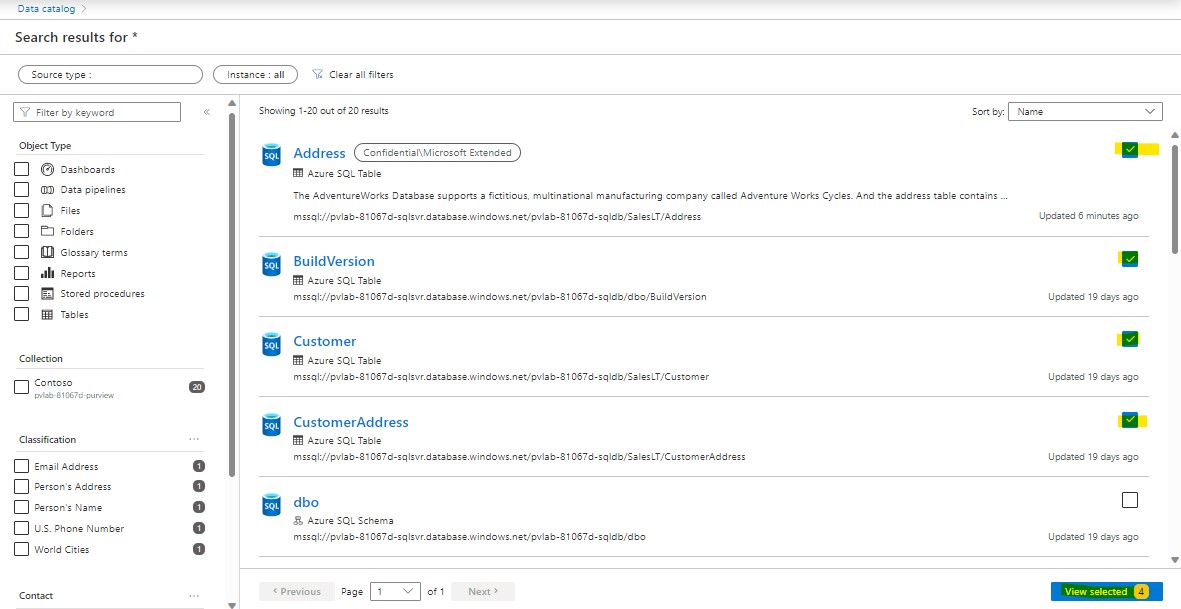 Data catalog >
Search results for *
Source type :
Instance : all
Clear all filters
Filter by keyword
«
Object Type
Dashboards
Data pipelines
Files
Folders
Glossary terms
Reports
Stored procedures
Tables
Collection
Contoso
pvlab-81067d-purview
20
Classification
...
Email Address 1
Person's Address 1
Person's Name 1
U.S. Phone Number 1
World Cities 1
Contact
...
Showing 1-20 out of 20 results
Sort by: Name
SQL
Address
Confidential\Microsoft Extended
Azure SQL Table
The AdventureWorks Database supports a fictitious, multinational manufacturing company called Adventure Works Cycles. And the address table contains ...
mssql://pvlab-81067d-sqlsvr.database.windows.net/pvlab-81067d-sqldb/SalesLT/Address
Updated 6 minutes ago
SQL
BuildVersion
Azure SQL Table
mssql://pvlab-81067d-sqlsvr.database.windows.net/pvlab-81067d-sqldb/dbo/BuildVersion
Updated 19 days ago
SQL
Customer
Azure SQL Table
mssql://pvlab-81067d-sqlsvr.database.windows.net/pvlab-81067d-sqldb/SalesLT/Customer
Updated 19 days ago
SQL
CustomerAddress
Azure SQL Table
mssql://pvlab-81067d-sqlsvr.database.windows.net/pvlab-81067d-sqldb/SalesLT/CustomerAddress
Updated 19 days ago
SQL
dbo
Azure SQL Schema
mssql://pvlab-81067d-sqlsvr.database.windows.net/pvlab-81067d-sqldb/dbo
Updated 19 days ago
< Previous
Page 1 of 1
Next >
View selected 4